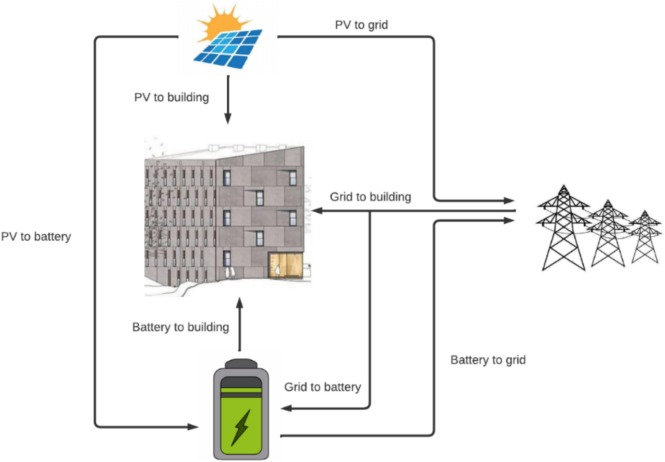 PV to grid
PV to building
Grid to building
PV to battery
Battery to building
Battery to grid
Grid to battery